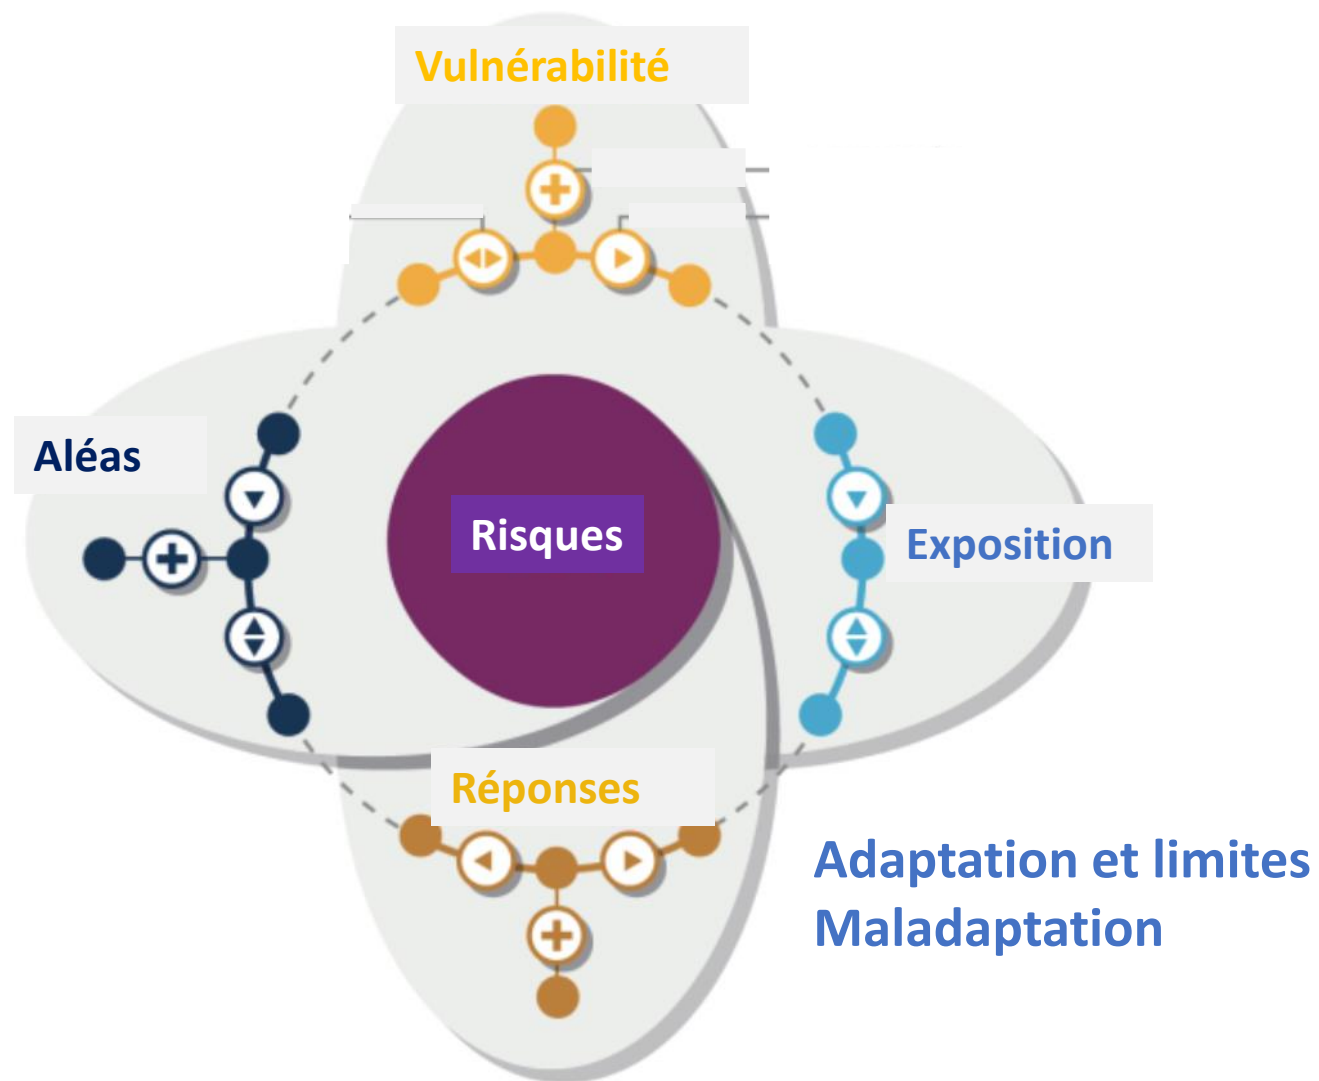 Vulnérabilité
Aléas
Risques
Exposition
Réponses
Adaptation et limites
Maladaptation